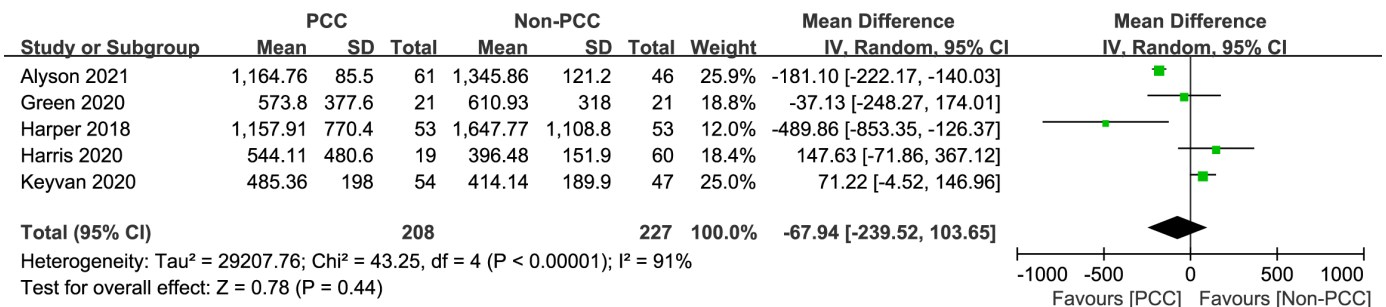 PCC Non-PCC Mean Difference Mean Difference
Study or Subgroup Mean SD Total Mean SD Total Weight IV, Random, 95% CI IV, Random, 95% CI
Alyson 2021 1,164.76 85.5 61 1,345.86 121.2 46 25.9% -181.10 [-222.17, -140.03]
Green 2020 573.8 377.6 21 610.93 318 21 18.8% -37.13 [-248.27, 174.01]
Harper 2018 1,157.91 770.4 53 1,647.77 1,108.8 53 12.0% -489.86 [-853.35, -126.37]
Harris 2020 544.11 480.6 19 396.48 151.9 60 18.4% 147.63 [-71.86, 367.12]
Keyvan 2020 485.36 198 54 414.14 189.9 47 25.0% 71.22 [-4.52, 146.96]
Total (95% CI) 208 227 100.0% -67.94 [-239.52, 103.65]
Heterogeneity: Tau² = 29207.76; Chi² = 43.25, df = 4 (P < 0.00001); I² = 91%
Test for overall effect: Z = 0.78 (P = 0.44)
-1000 -500 0 500 1000
Favours [PCC] Favours [Non-PCC]